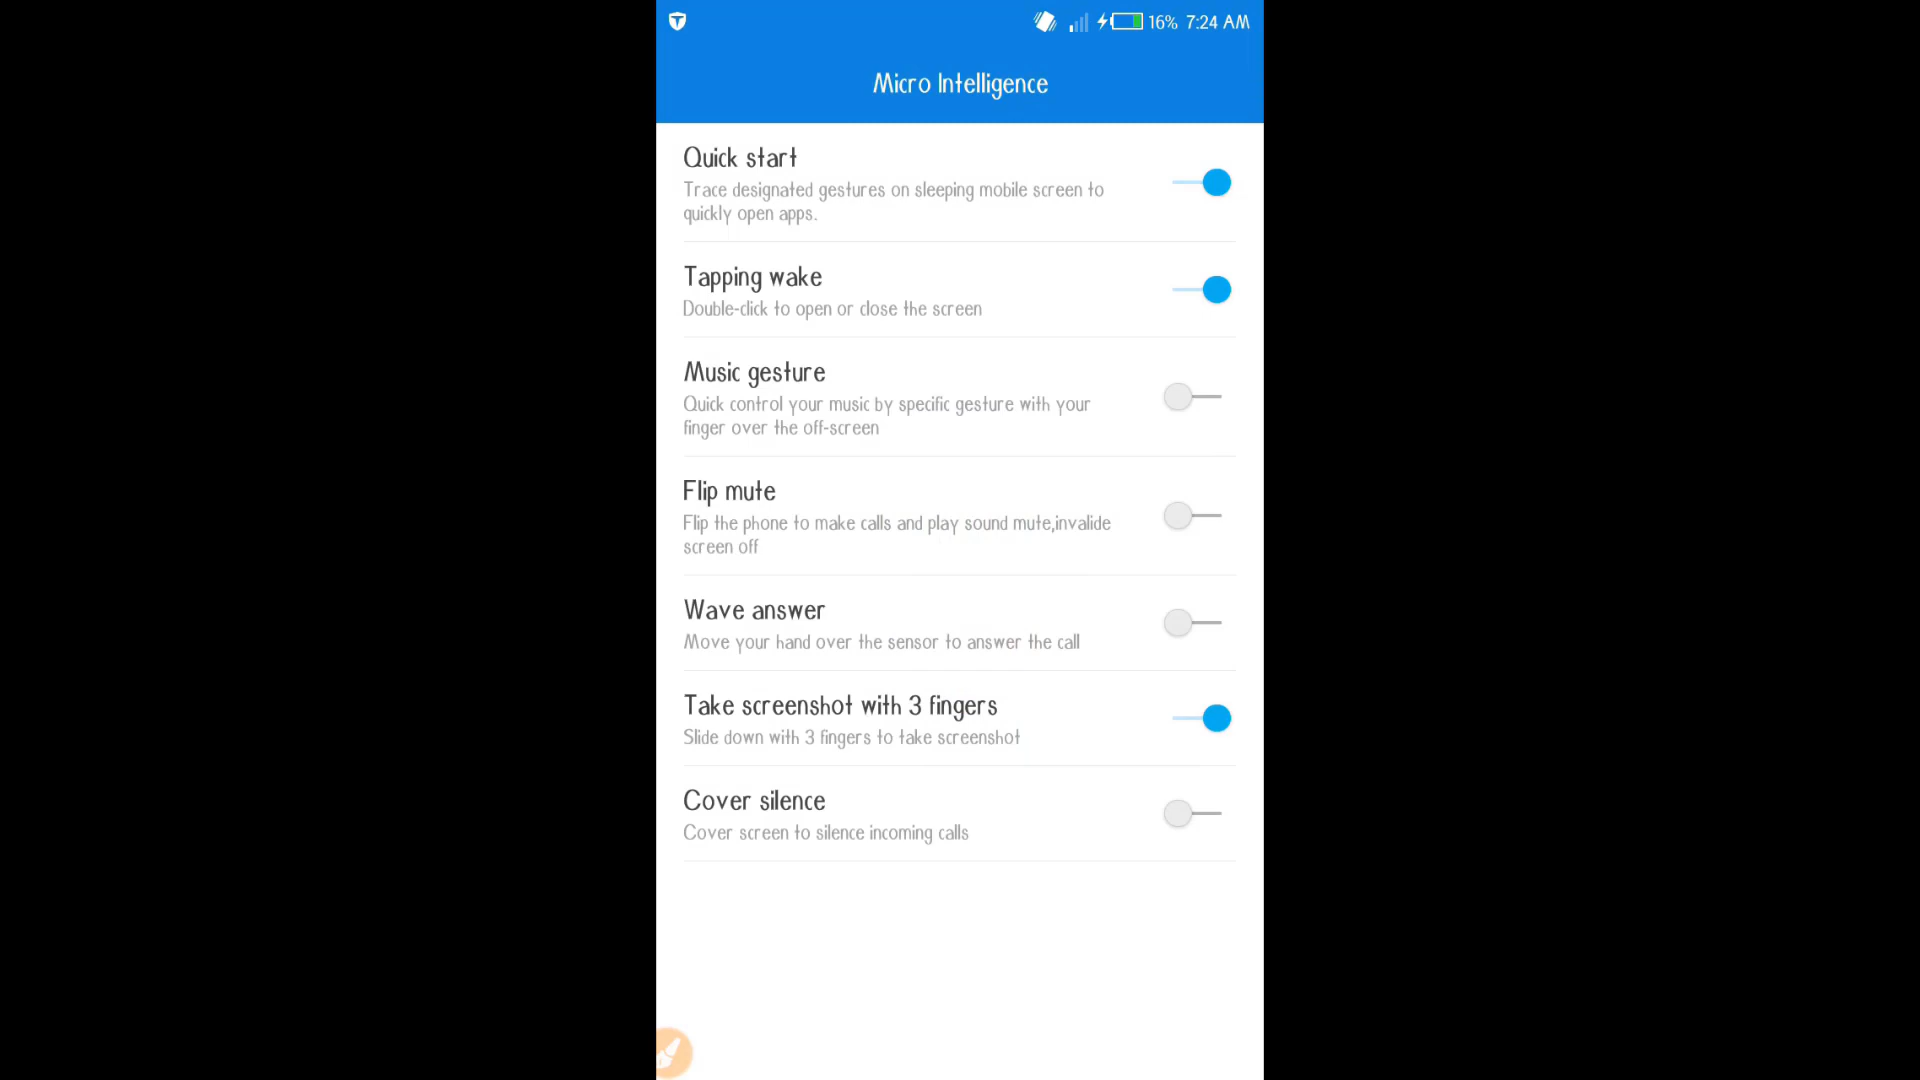 16% 7:24 AM
Micro Intelligence
Quick start
Trace designated gestures on sleeping mobile screen to
quickly open apps.
Tapping wake
Double-click to open or close the screen
Music gesture
Quick control your music by specific gesture with your
finger over the off-screen
Flip mute
Flip the phone to make calls and play sound mute,invalide
screen off
Wave answer
Move your hand over the sensor to answer the call
Take screenshot with 3 fingers
Slide down with 3 fingers to take screenshot
Cover silence
Cover screen to silence incoming calls